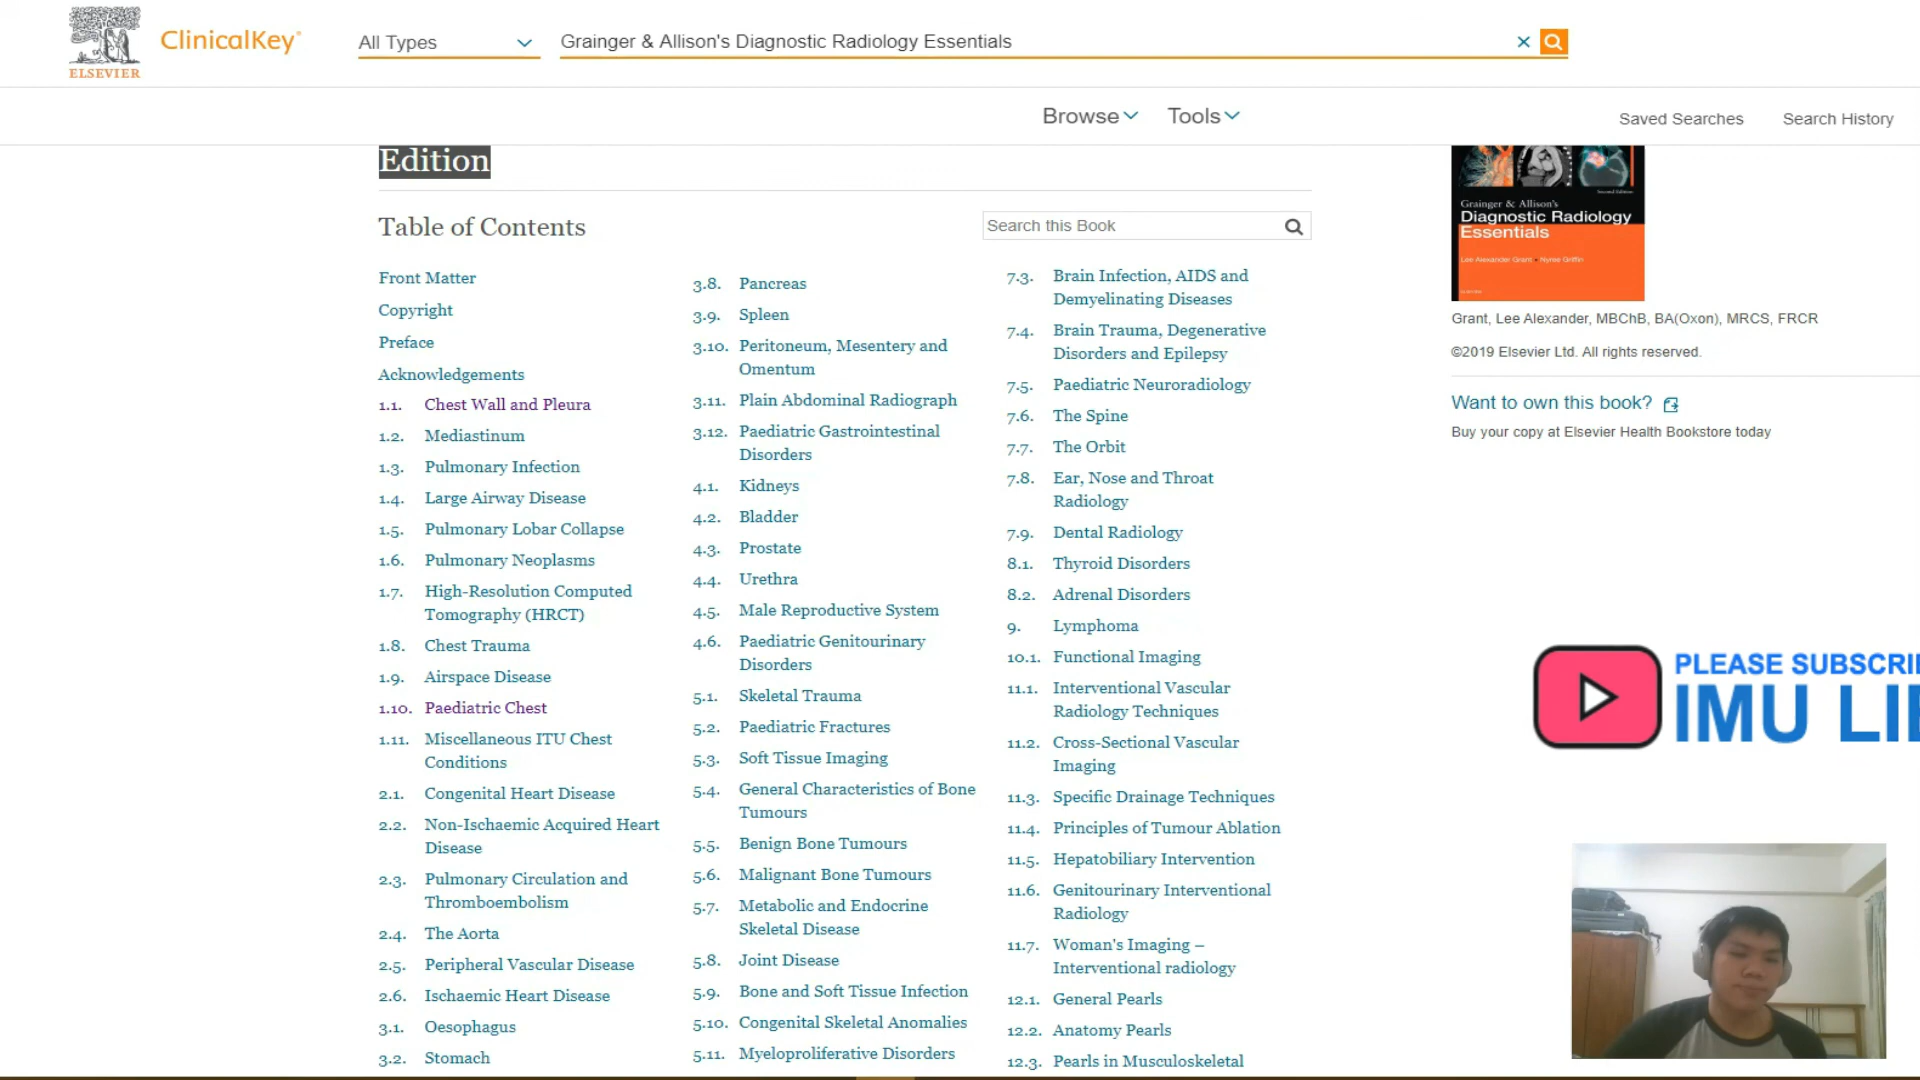 ELSEVIER
ClinicalKey®
All Types
Grainger & Allison's Diagnostic Radiology Essentials
Browse
Tools
Saved Searches
Search History
Edition
Table of Contents
Search this Book
Front Matter
Copyright
Preface
Acknowledgements
1.1. Chest Wall and Pleura
1.2. Mediastinum
1.3. Pulmonary Infection
1.4. Large Airway Disease
1.5. Pulmonary Lobar Collapse
1.6. Pulmonary Neoplasms
1.7. High-Resolution Computed
Tomography (HRCT)
1.8. Chest Trauma
1.9. Airspace Disease
1.10. Paediatric Chest
1.11. Miscellaneous ITU Chest
Conditions
2.1. Congenital Heart Disease
2.2. Non-Ischaemic Acquired Heart
Disease
2.3. Pulmonary Circulation and
Thromboembolism
2.4. The Aorta
2.5. Peripheral Vascular Disease
2.6. Ischaemic Heart Disease
3.1. Oesophagus
3.2. Stomach
3.8. Pancreas
3.9. Spleen
3.10. Peritoneum, Mesentery and
Omentum
3.11. Plain Abdominal Radiograph
3.12. Paediatric Gastrointestinal
Disorders
4.1. Kidneys
4.2. Bladder
4.3. Prostate
4.4. Urethra
4.5. Male Reproductive System
4.6. Paediatric Genitourinary
Disorders
5.1. Skeletal Trauma
5.2. Paediatric Fractures
5.3. Soft Tissue Imaging
5.4. General Characteristics of Bone
Tumours
5.5. Benign Bone Tumours
5.6. Malignant Bone Tumours
5.7. Metabolic and Endocrine
Skeletal Disease
5.8. Joint Disease
5.9. Bone and Soft Tissue Infection
5.10. Congenital Skeletal Anomalies
5.11. Myeloproliferative Disorders
7.3. Brain Infection, AIDS and
Demyelinating Diseases
7.4. Brain Trauma, Degenerative
Disorders and Epilepsy
7.5. Paediatric Neuroradiology
7.6. The Spine
7.7. The Orbit
7.8. Ear, Nose and Throat
Radiology
7.9. Dental Radiology
8.1. Thyroid Disorders
8.2. Adrenal Disorders
9. Lymphoma
10.1. Functional Imaging
11.1. Interventional Vascular
Radiology Techniques
11.2. Cross-Sectional Vascular
Imaging
11.3. Specific Drainage Techniques
11.4. Principles of Tumour Ablation
11.5. Hepatobiliary Intervention
11.6. Genitourinary Interventional
Radiology
11.7. Woman's Imaging –
Interventional radiology
12.1. General Pearls
12.2. Anatomy Pearls
12.3. Pearls in Musculoskeletal
Second Edition
Grainger & Allison's
Diagnostic Radiology
Essentials
Lee Alexander Grant • Nyree Griffin
Grant, Lee Alexander, MBChB, BA(Oxon), MRCS, FRCR
©2019 Elsevier Ltd. All rights reserved.
Want to own this book?
Buy your copy at Elsevier Health Bookstore today
PLEASE SUBSCRI
IMU LI